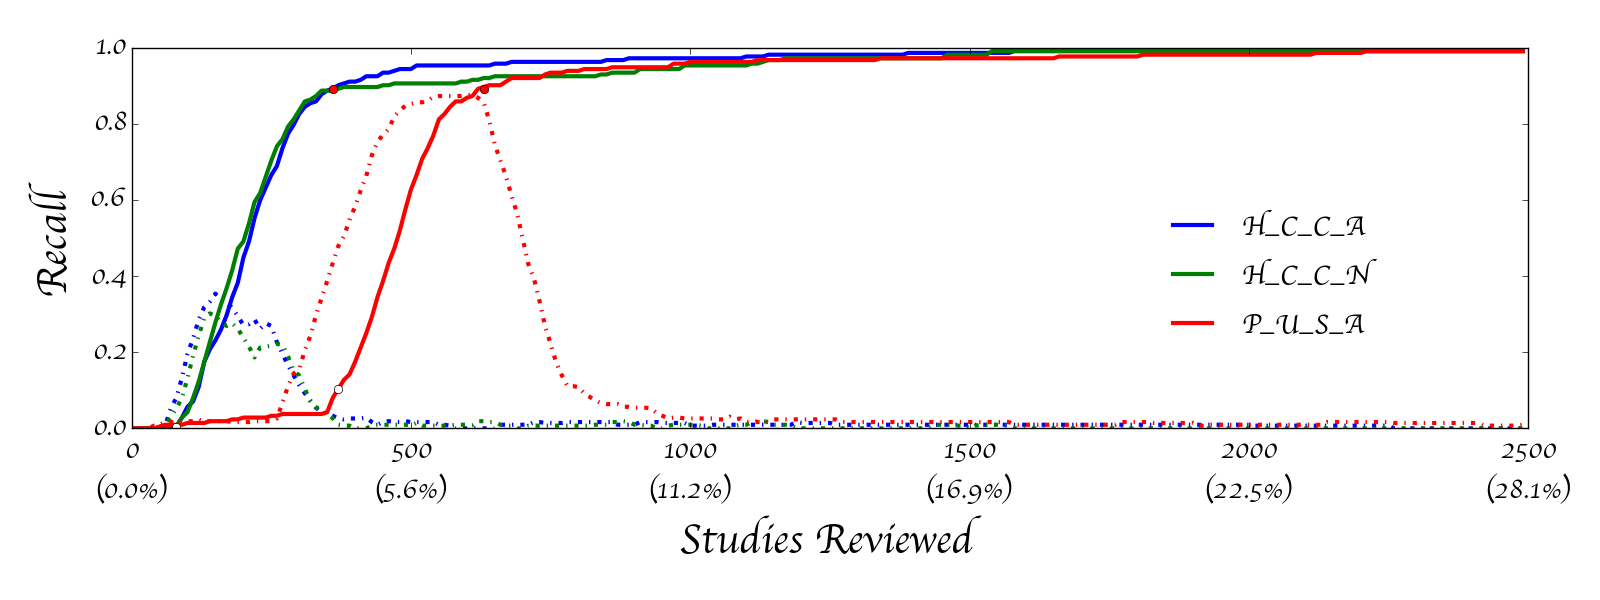 1.0
0.8
0.6
0.4
0.2
0.0
Recall
H_C_C_A
H_C_C_N
P_U_S_A
0 500 1000 1500 2000 2500
(0.0%) (5.6%) (11.2%) (16.9%) (22.5%) (28.1%)
Studies Reviewed